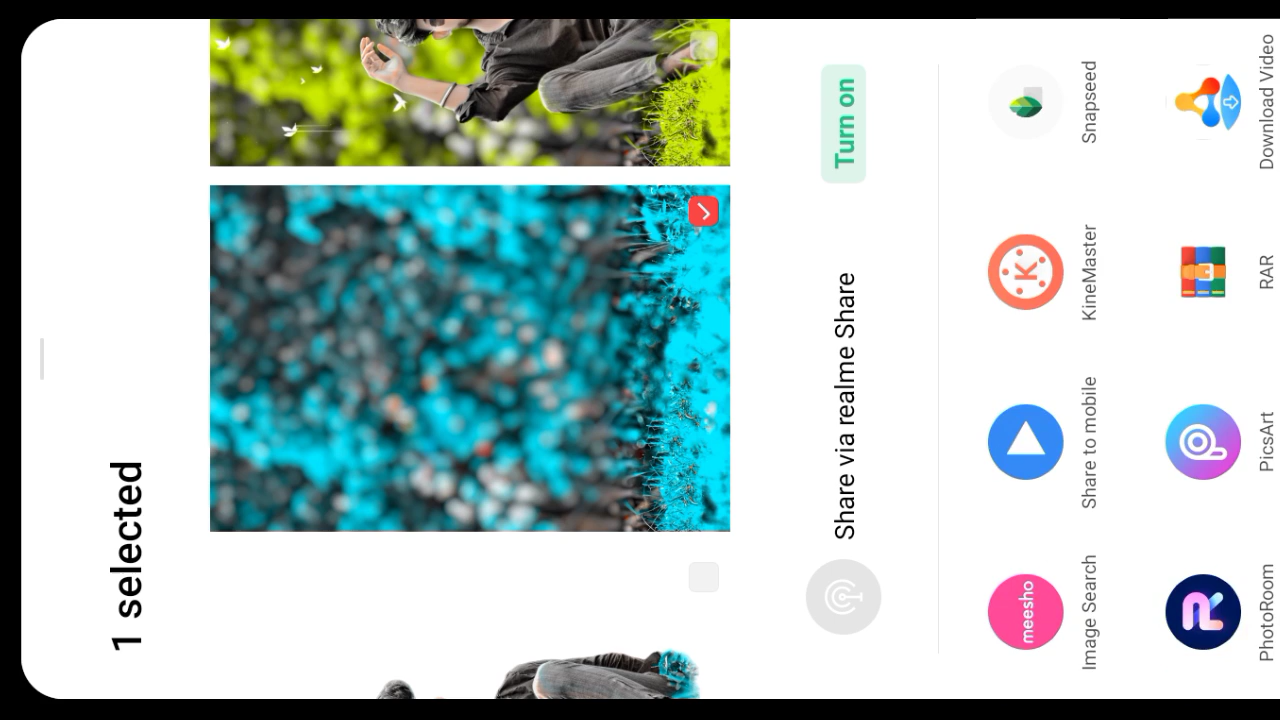 1 selected
Share via realme Share
Turn on
meesho
Image Search
Share to mobile
K
KineMaster
Snapseed
PhotoRoom
PicsArt
RAR
Download Video